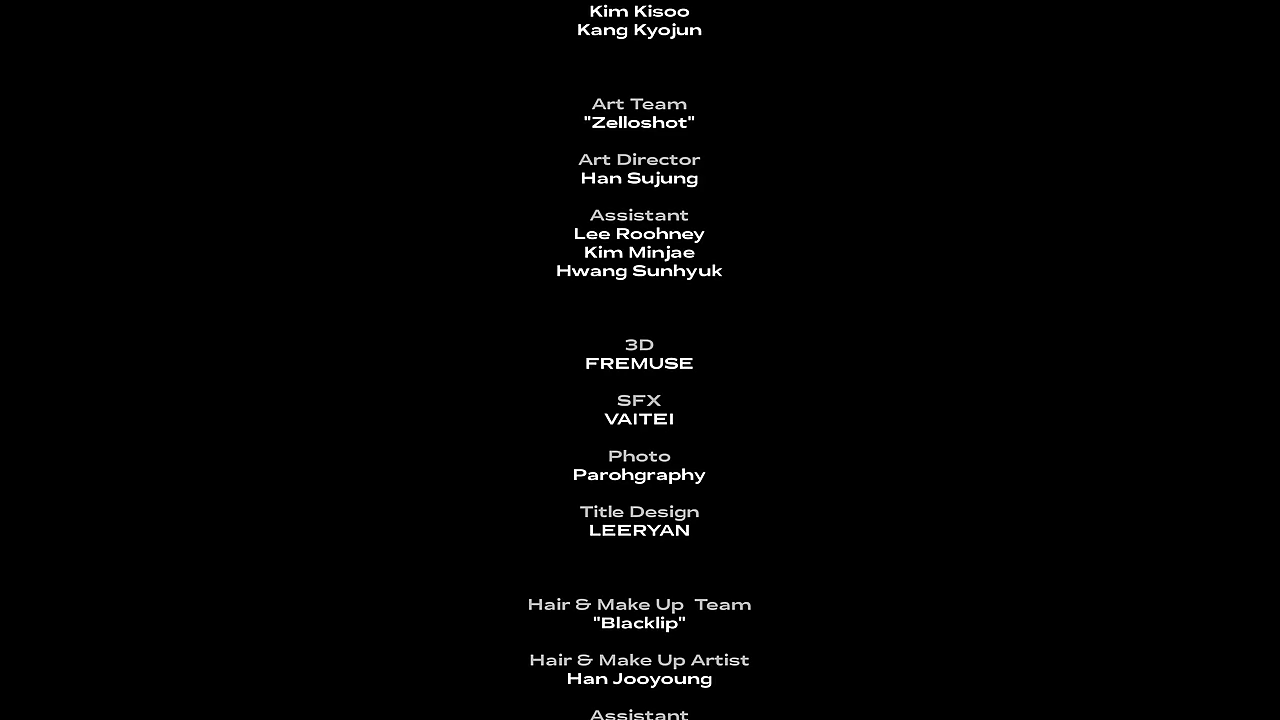 Kim Kisoo
Kang Kyojun
Art Team
"Zelloshot"
Art Director
Han Sujung
Assistant
Lee Roohney
Kim Minjae
Hwang Sunhyuk
3D
FREMUSE
SFX
VAITEI
Photo
Parohgraphy
Title Design
LEERYAN
Hair & Make Up  Team
"Blacklip"
Hair & Make Up Artist
Han Jooyoung
Assistant